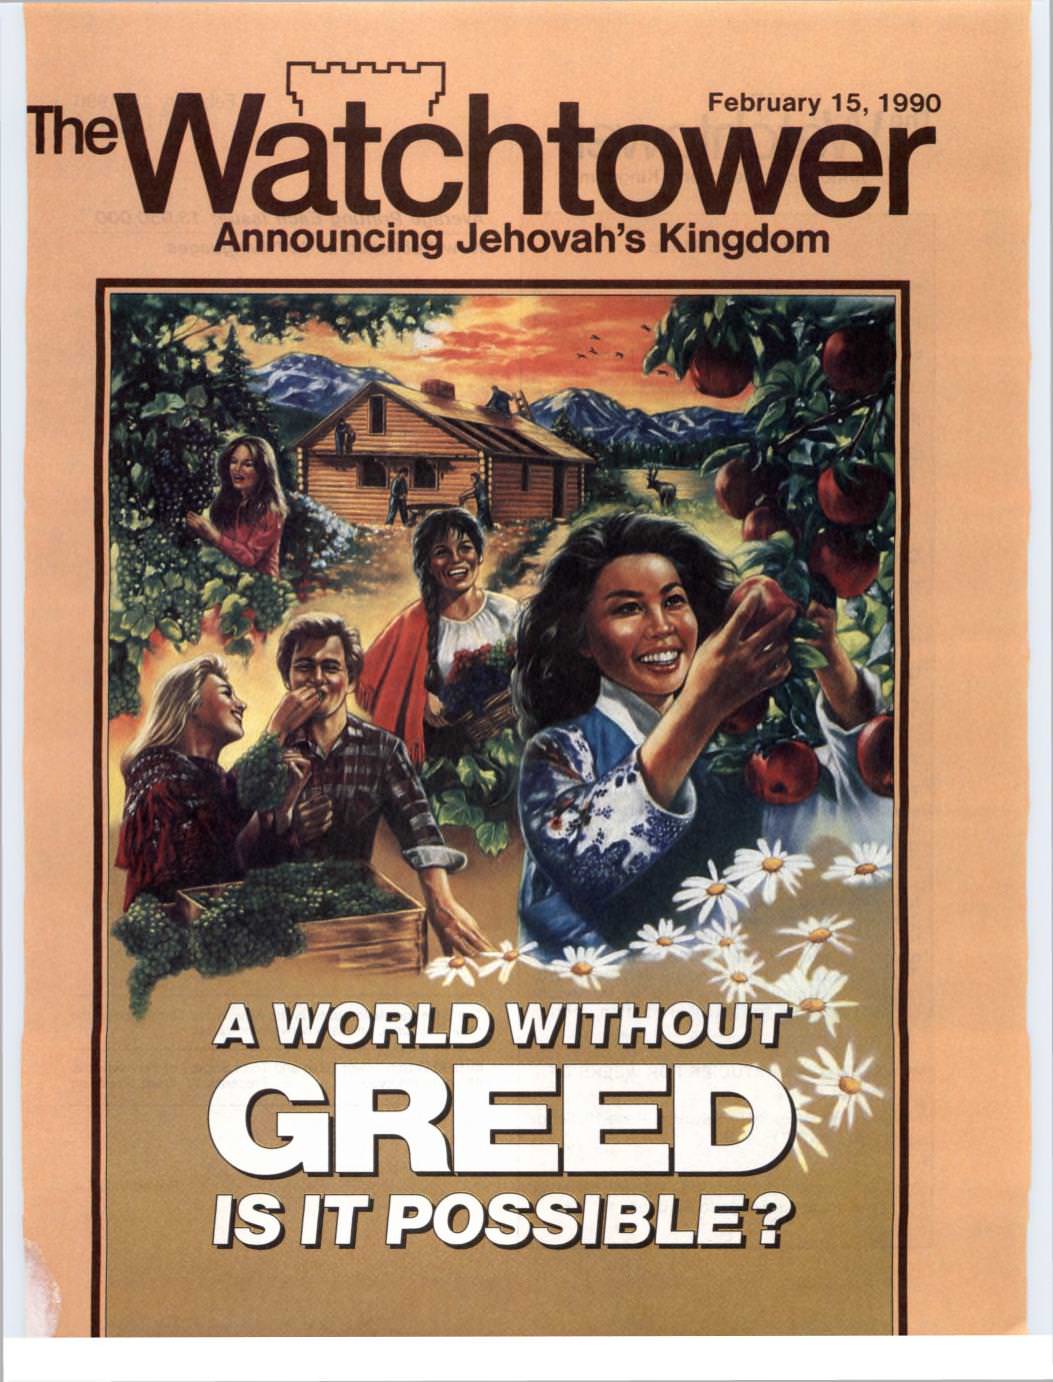 February 15, 1990
The Watchtower
Announcing Jehovah's Kingdom
A WORLD WITHOUT
GREED
IS IT POSSIBLE?